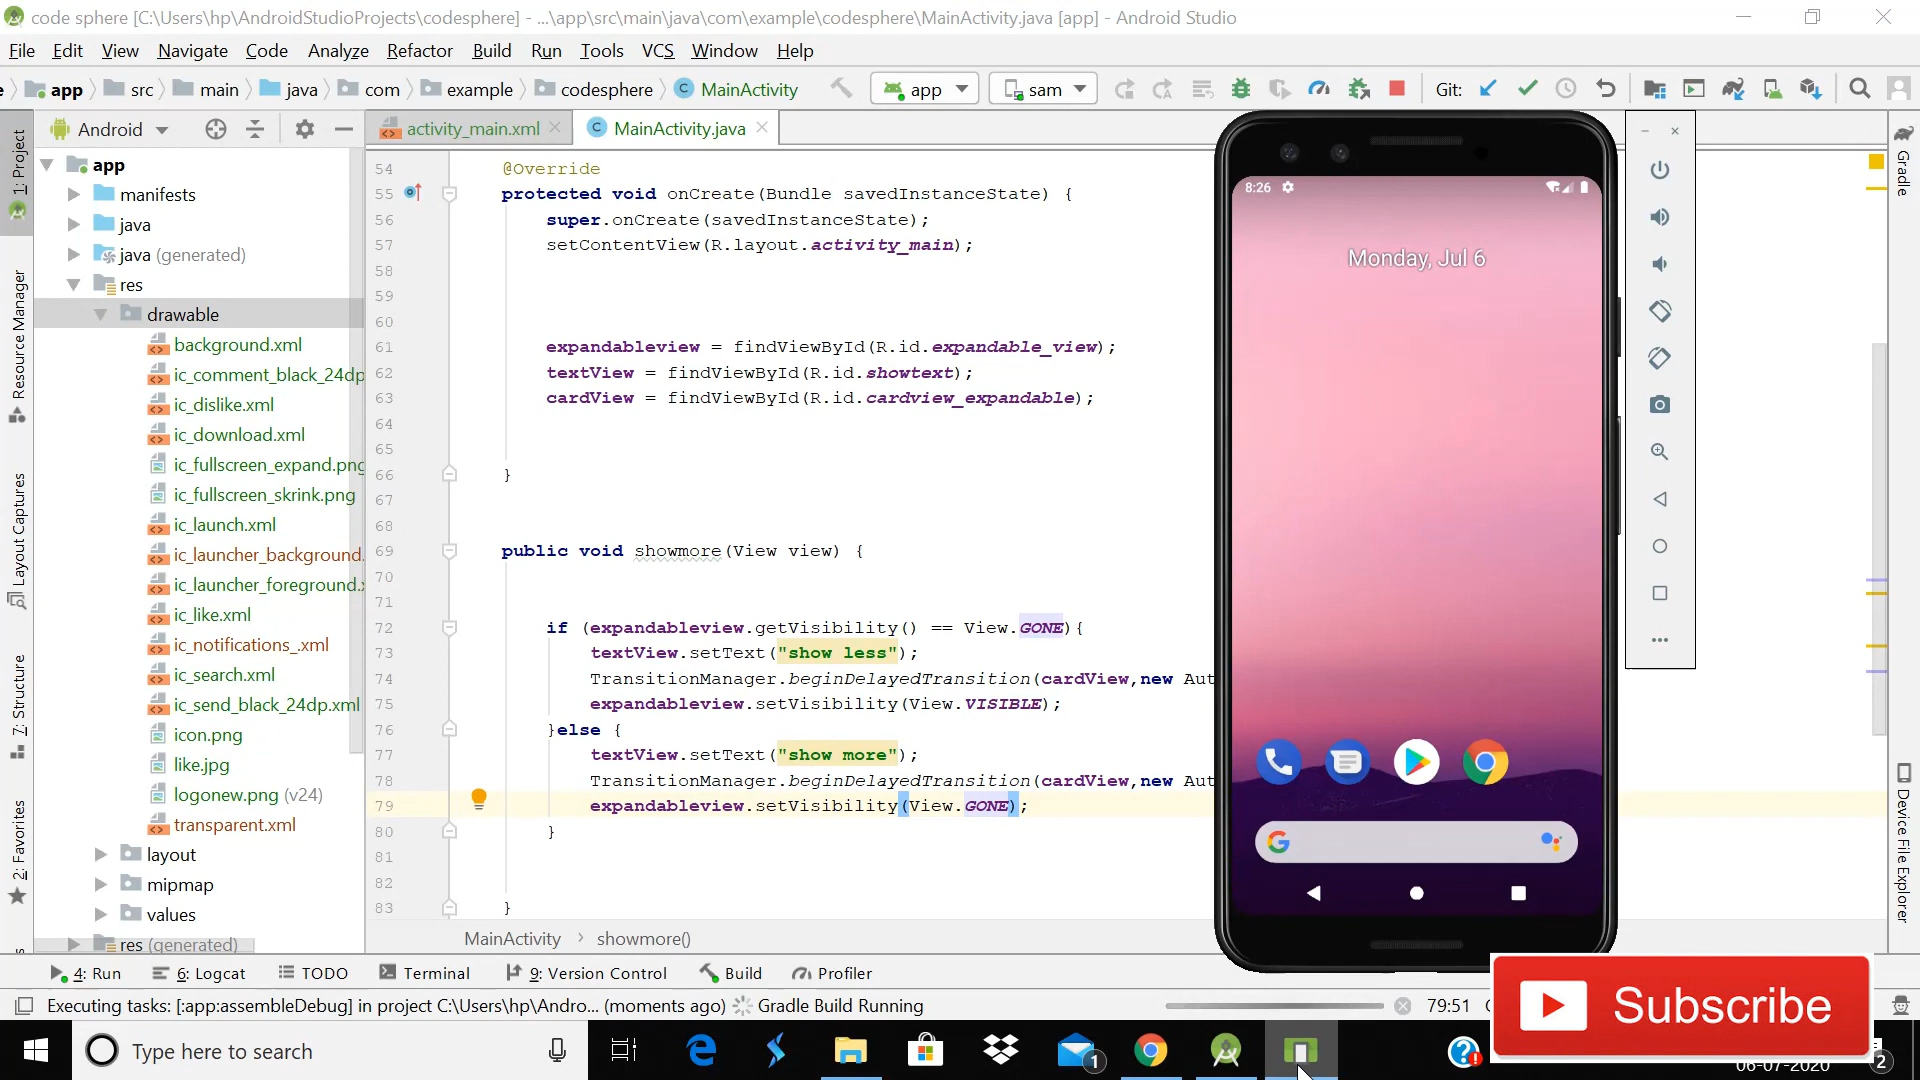 code sphere [C:\Users\hp\AndroidStudioProjects\codesphere] - ...\app\src\main\java\com\example\codesphere\MainActivity.java [app] - Android Studio
File Edit View Navigate Code Analyze Refactor Build Run Tools VCS Window Help
e app src main java com example codesphere MainActivity app sam Git:
Android
activity_main.xml MainActivity.java
1: Project
Resource Manager
Layout Captures
7: Structure
2: Favorites
app
manifests
java
java (generated)
res
drawable
background.xml
ic_comment_black_24dp
ic_dislike.xml
ic_download.xml
ic_fullscreen_expand.png
ic_fullscreen_skrink.png
ic_launch.xml
ic_launcher_background.
ic_launcher_foreground.x
ic_like.xml
ic_notifications_.xml
ic_search.xml
ic_send_black_24dp.xml
icon.png
like.jpg
logonew.png (v24)
transparent.xml
layout
mipmap
values
res (generated)
54 @Override
55 protected void onCreate(Bundle savedInstanceState) {
56 super.onCreate(savedInstanceState);
57 setContentView(R.layout.activity_main);
58
59
60
61 expandableview = findViewById(R.id.expandable_view);
62 textView = findViewById(R.id.showtext);
63 cardView = findViewById(R.id.cardview_expandable);
64
65
66 }
67
68
69 public void showmore(View view) {
70
71
72 if (expandableview.getVisibility() == View.GONE){
73 textView.setText("show less");
74 TransitionManager.beginDelayedTransition(cardView,new Aut
75 expandableview.setVisibility(View.VISIBLE);
76 }else {
77 textView.setText("show more");
78 TransitionManager.beginDelayedTransition(cardView,new Aut
79 expandableview.setVisibility(View.GONE);
80 }
81
82
83 }
MainActivity > showmore()
8:26
Monday, Jul 6
Gradle
Device File Explorer
4: Run 6: Logcat TODO Terminal 9: Version Control Build Profiler
Executing tasks: [:app:assembleDebug] in project C:\Users\hp\Andro... (moments ago) Gradle Build Running 79:51
Subscribe
Type here to search
1
06-07-2020
2